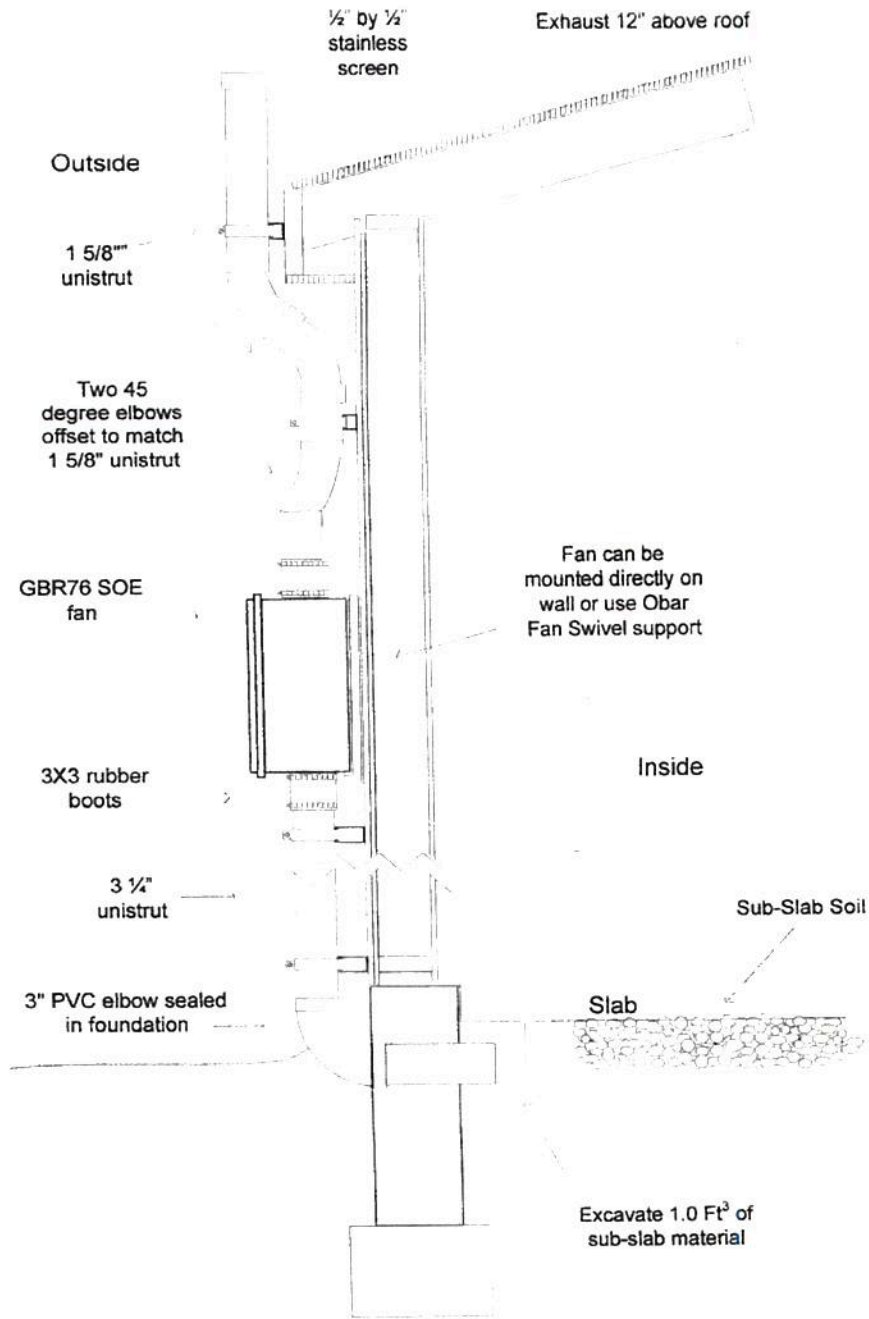 ½" by ½"
stainless
screen
Exhaust 12" above roof
Outside
1 5/8""
unistrut
Two 45
degree elbows
offset to match
1 5/8" unistrut
GBR76 SOE
fan
Fan can be
mounted directly on
wall or use Obar
Fan Swivel support
3X3 rubber
boots
Inside
3 ¼"
unistrut
Sub-Slab Soil
3" PVC elbow sealed
in foundation
Slab
Excavate 1.0 Ft³ of
sub-slab material